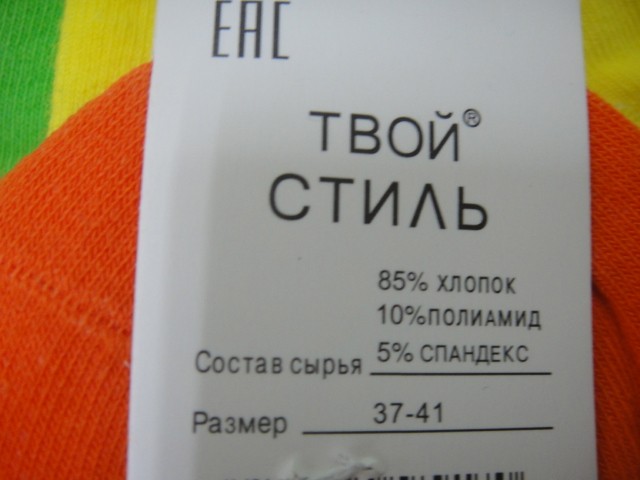 EAC
ТВОЙ®
СТИЛЬ
85% ХЛОПОК
10%ПОЛИАМИД
Состав сырья 5% СПАНДЕКС
Размер 37-41